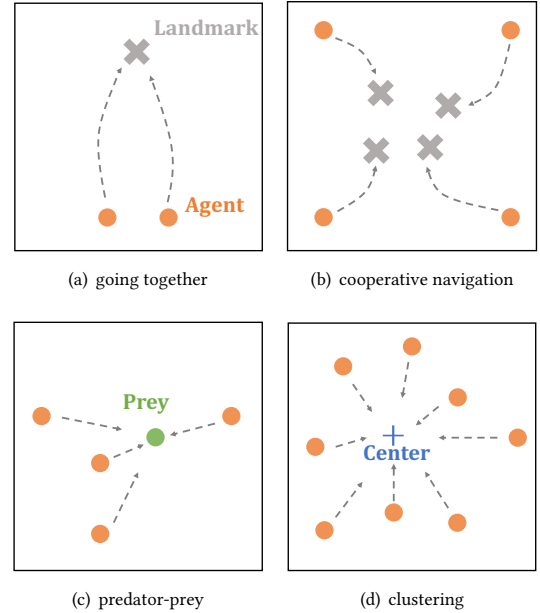 Landmark
Agent
(a) going together
(b) cooperative navigation
Prey
Center
(c) predator-prey
(d) clustering